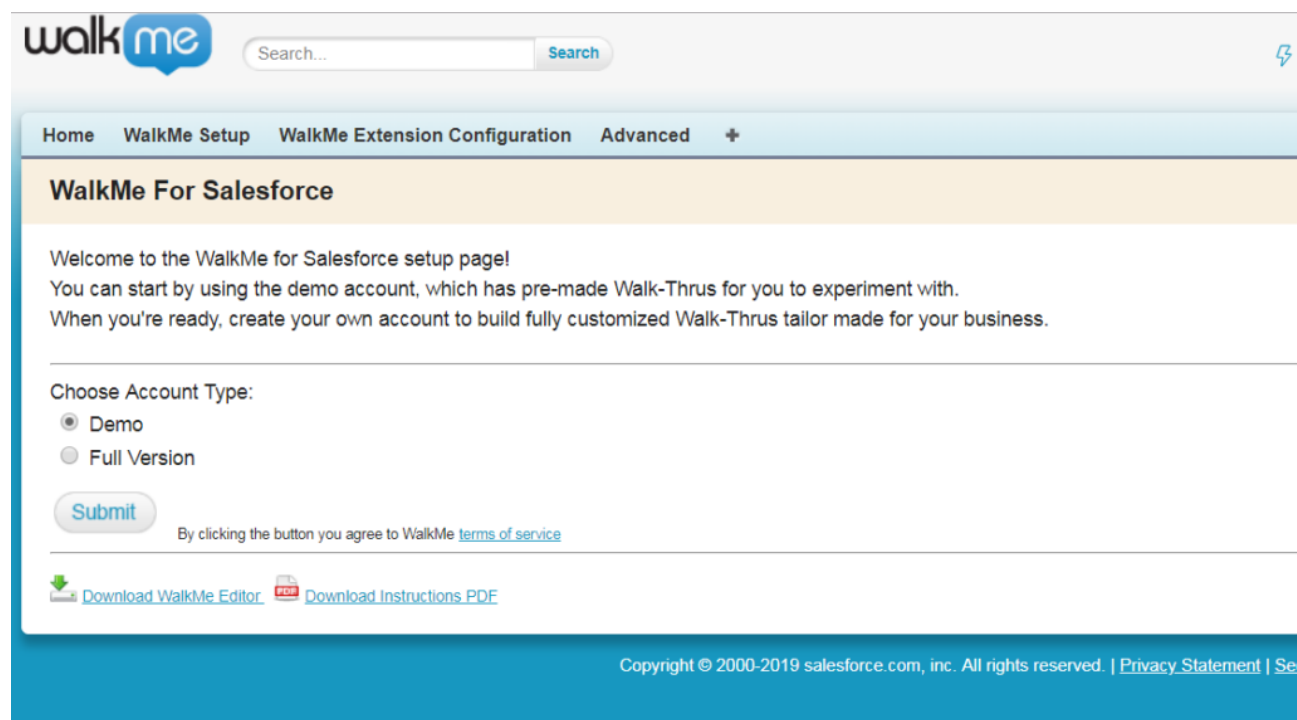 walkme
Search... Search
Home WalkMe Setup WalkMe Extension Configuration Advanced +
WalkMe For Salesforce
Welcome to the WalkMe for Salesforce setup page!
You can start by using the demo account, which has pre-made Walk-Thrus for you to experiment with.
When you're ready, create your own account to build fully customized Walk-Thrus tailor made for your business.
Choose Account Type:
Demo
Full Version
Submit
By clicking the button you agree to WalkMe terms of service
Download WalkMe Editor PDF Download Instructions PDF
Copyright © 2000-2019 salesforce.com, inc. All rights reserved. | Privacy Statement | Se